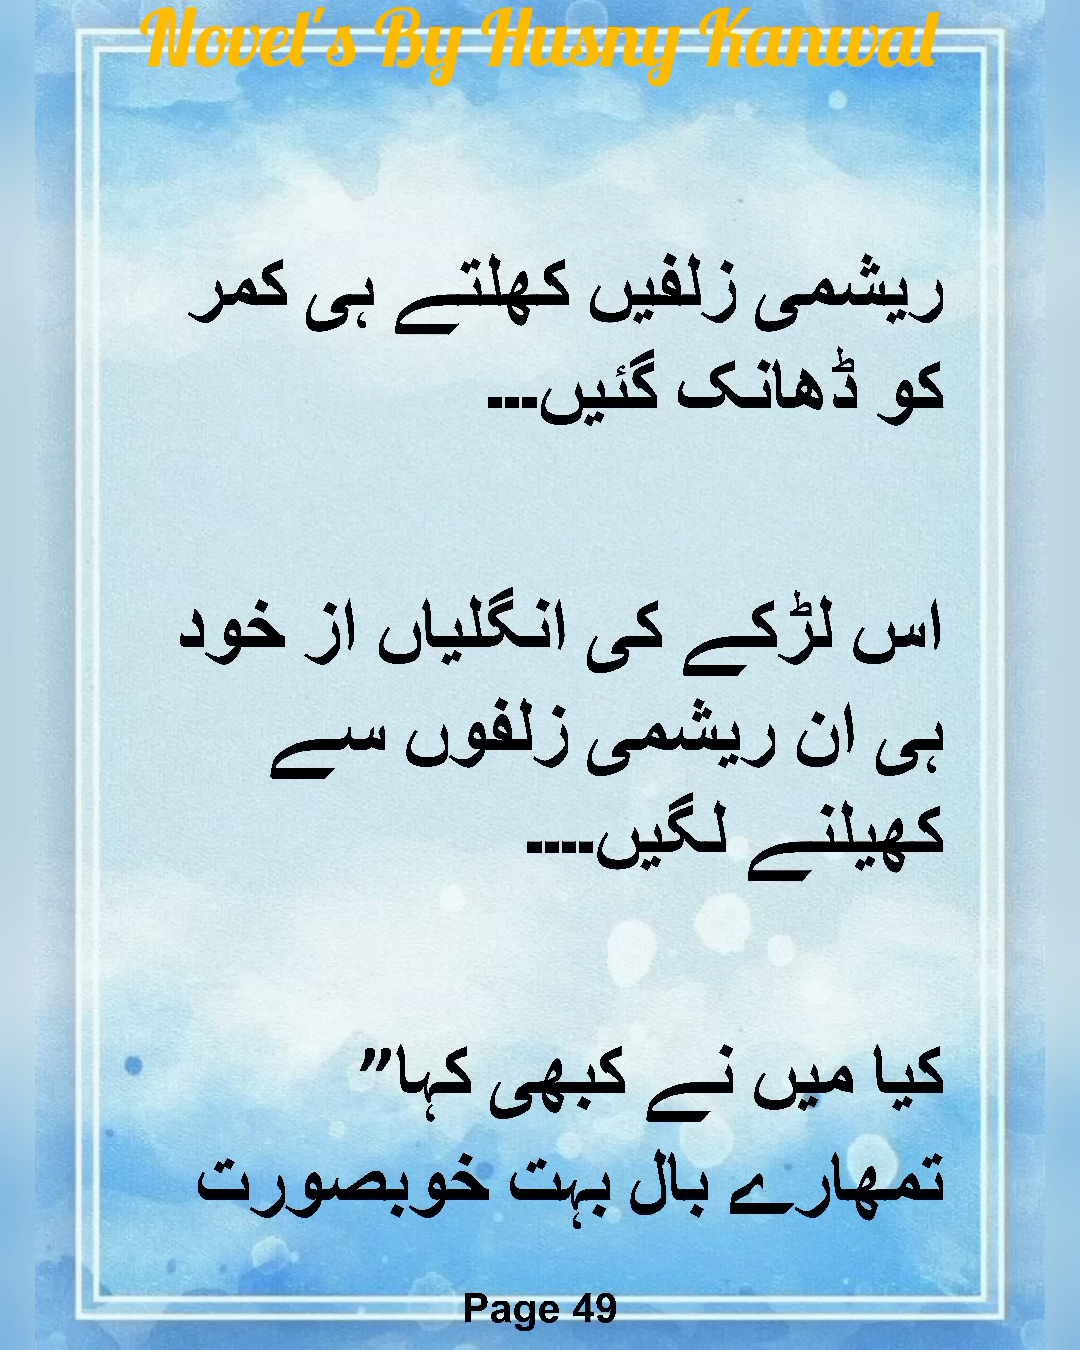 Novel's By Husny Kanwal
ریشمی زلفیں کھلتے ہی کمر
کو ڈھانک گئیں...
اس لڑکے کی انگلیاں از خود
ہی ان ریشمی زلفوں سے
کھیلنے لگیں....
کیا میں نے کبھی کہا”
تمھارے بال بہت خوبصورت
Page 49